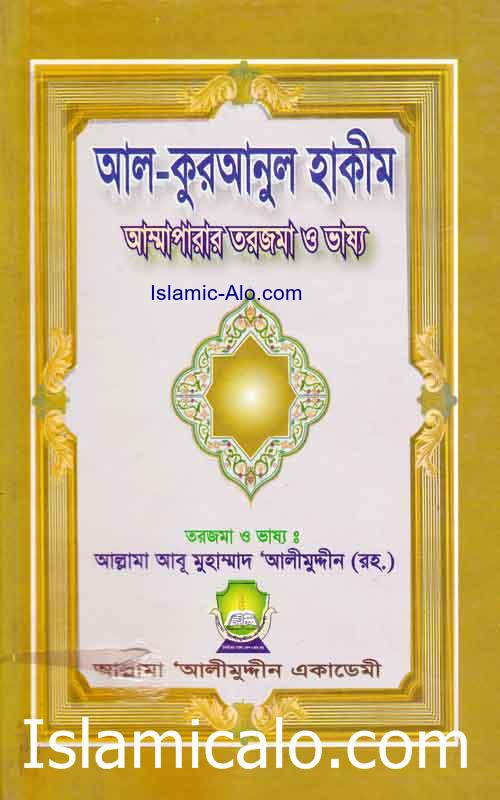 আল-কুরআনুল হাকীম
আম্মাপারার তরজমা ও ভাষ্য
Islamic-Alo.com
তরজমা ও ভাষ্য ঃ
আল্লামা আবূ মুহাম্মাদ ‘আলীমুদ্দীন (রহ.)
আল্লামা ‘আলীমুদ্দীন একাডেমী
Islamicalo.com